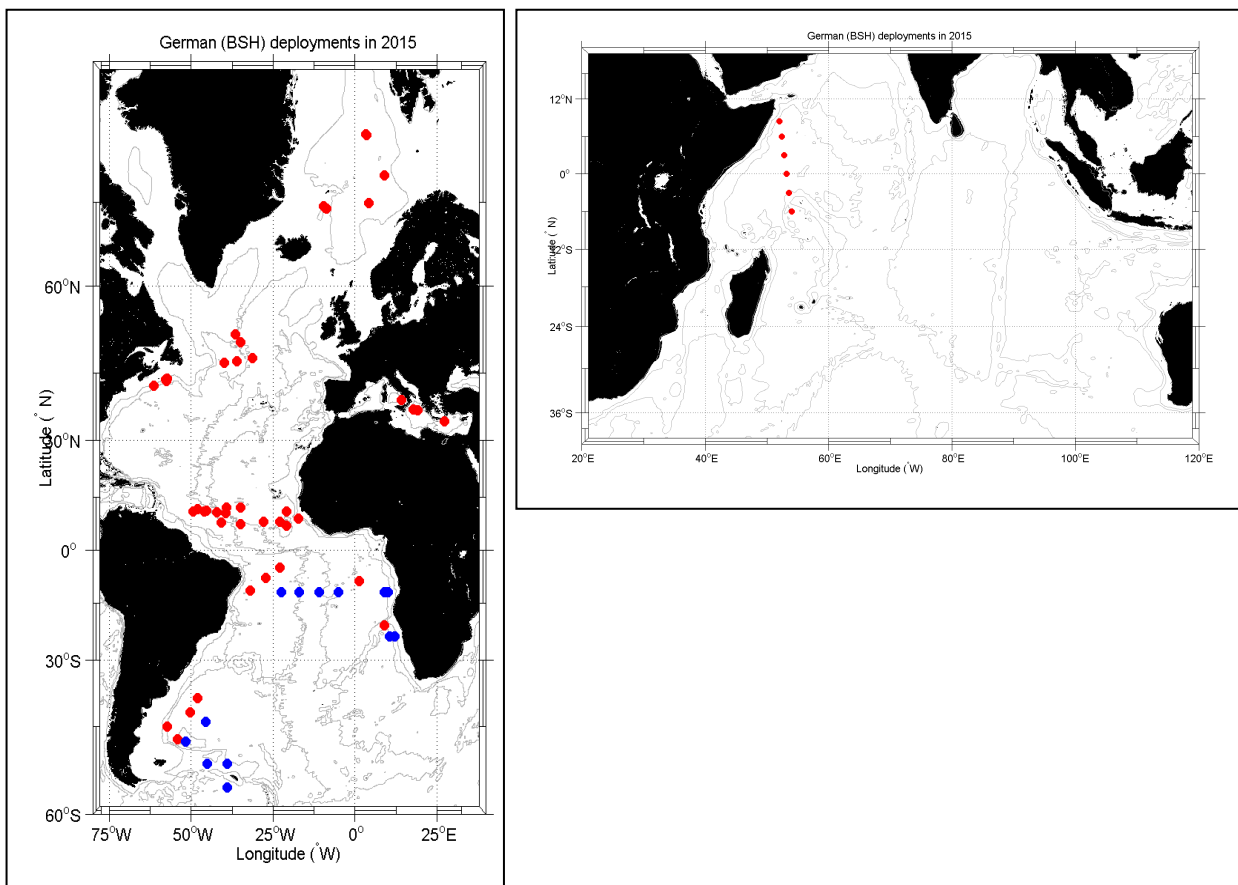 German (BSH) deployments in 2015
60°N
30°N
0°
30°S
60°S
Latitude (° N)
75°W 50°W 25°W 0° 25°E
Longitude (°W)
German (BSH) deployments in 2015
12°N
0°
12°S
24°S
36°S
Latitude (° N)
20°E 40°E 60°E 80°E 100°E 120°E
Longitude (°W)